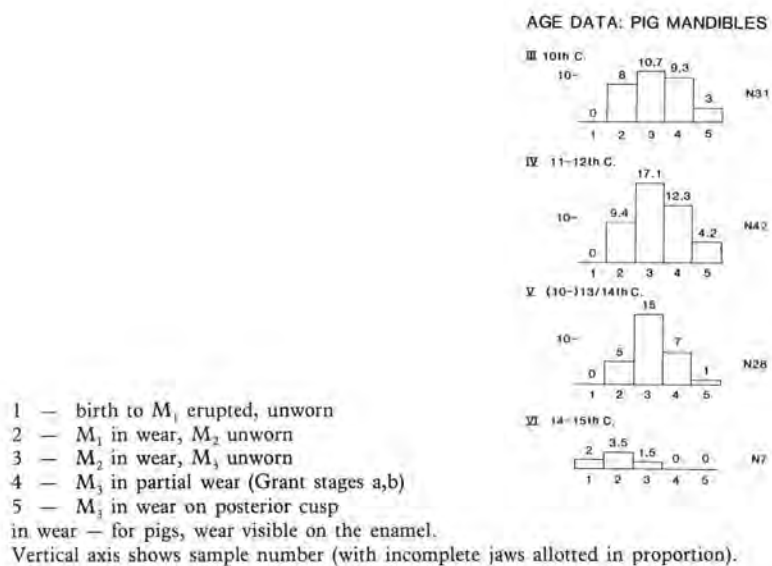 AGE DATA: PIG MANDIBLES
III 10th C.
10-
0 8 10.7 9.3 3
1 2 3 4 5
N31
IV 11-12th C.
10-
0 9.4 17.1 12.3 4.2
1 2 3 4 5
N42
V (10-)13/14th C.
10-
0 5 15 7 1
1 2 3 4 5
N28
VI 14-15th C.
2 3.5 1.5 0 0
1 2 3 4 5
N7
1 — birth to M₁ erupted, unworn
2 — M₁ in wear, M₂ unworn
3 — M₂ in wear, M₃ unworn
4 — M₃ in partial wear (Grant stages a,b)
5 — M₃ in wear on posterior cusp
in wear — for pigs, wear visible on the enamel.
Vertical axis shows sample number (with incomplete jaws allotted in proportion).